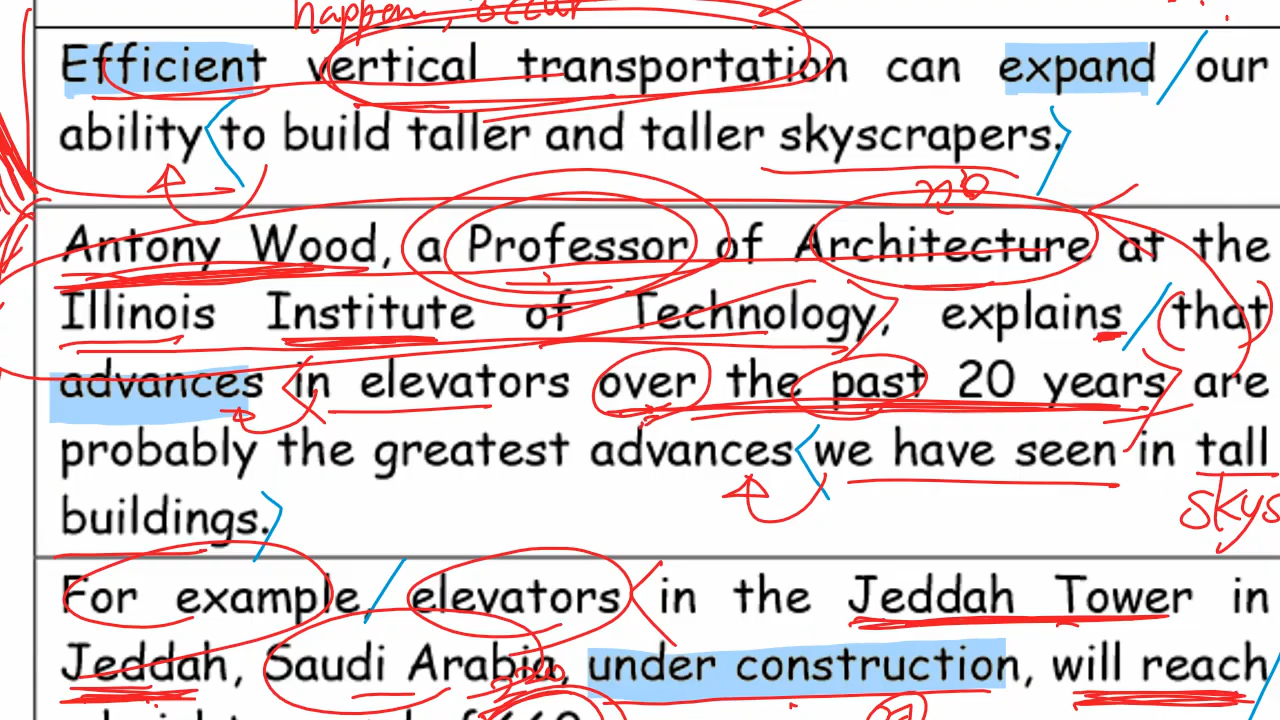 happen, occur
Efficient vertical transportation can expand our
ability to build taller and taller skyscrapers.
Antony Wood, a Professor of Architecture at the
Illinois Institute of Technology, explains that
advances in elevators over the past 20 years are
probably the greatest advances we have seen in tall
buildings.
For example, elevators in the Jeddah Tower in
Jeddah, Saudi Arabia, under construction, will reach